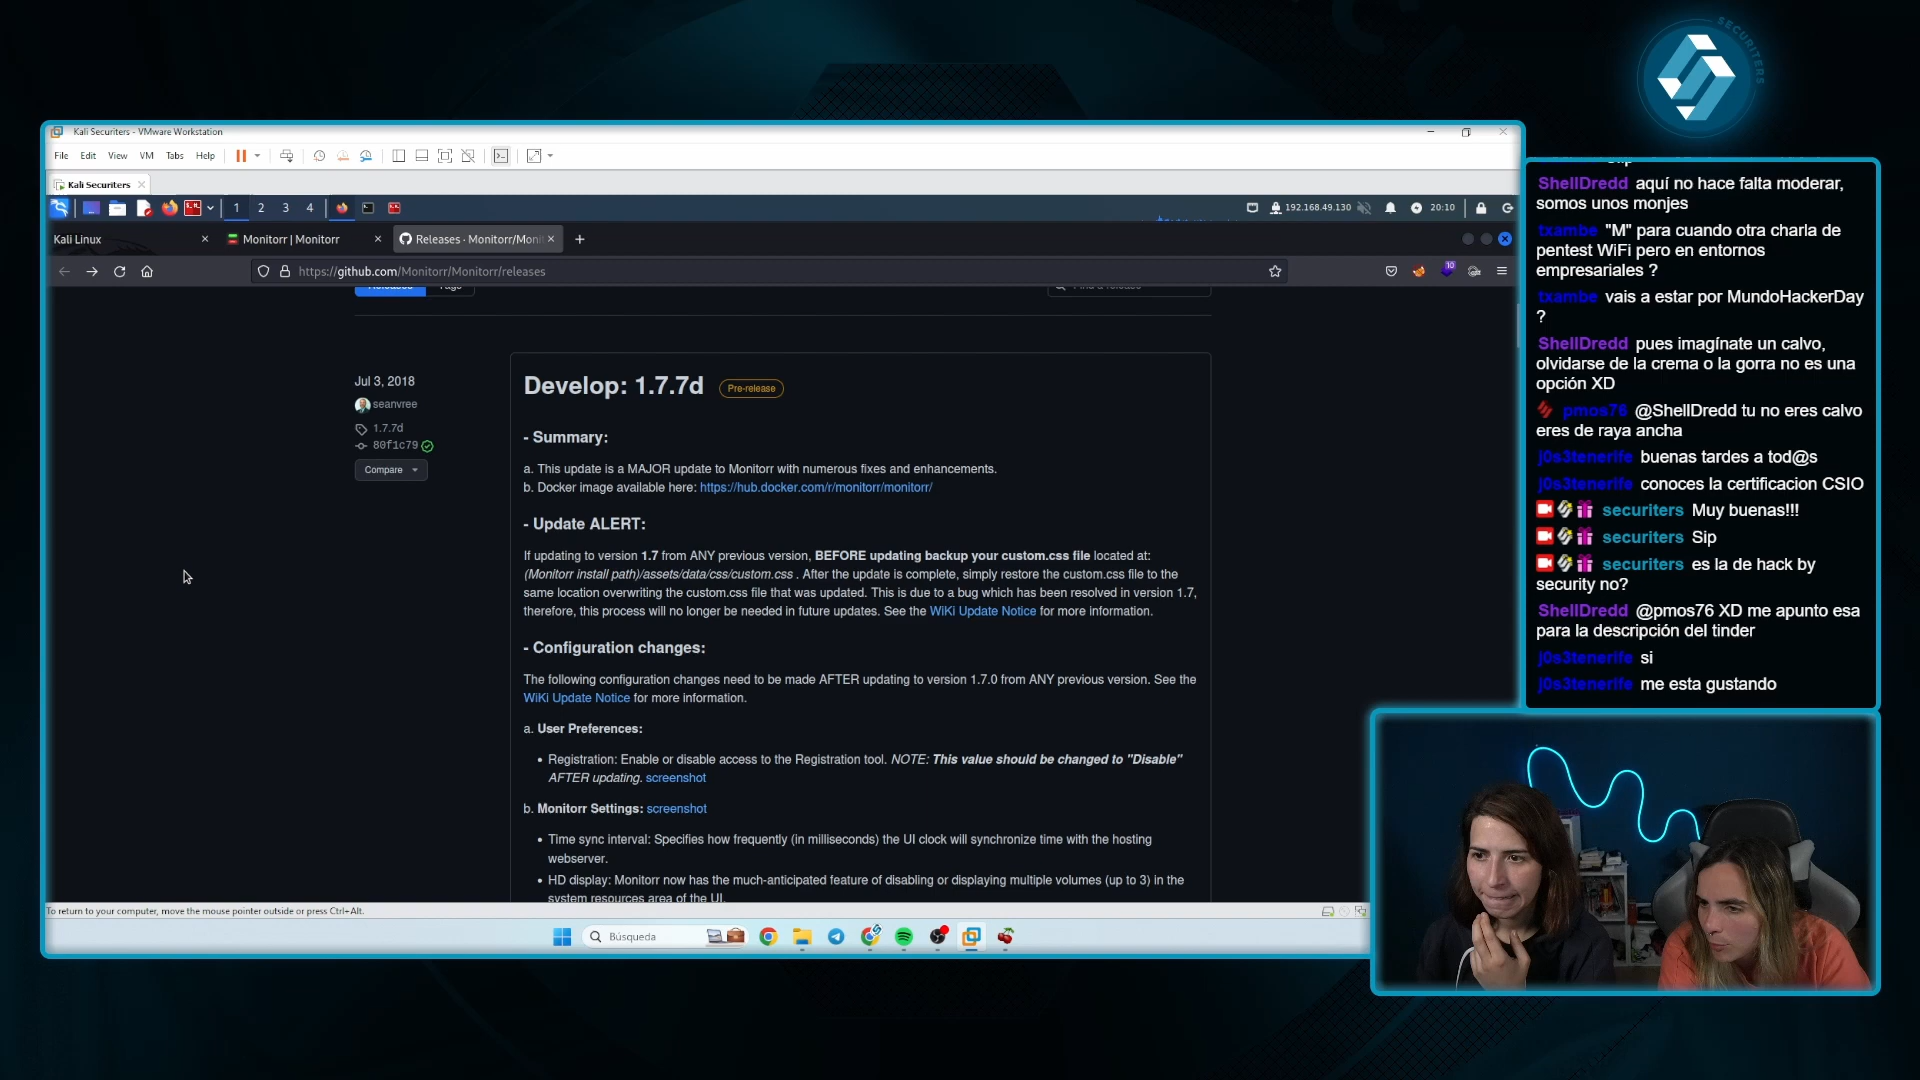 SECURITERS
Kali Securiters - VMware Workstation
File Edit View VM Tabs Help
Kali Securiters
1 2 3 4
192.168.49.130
20:10
Kali Linux
Monitorr | Monitorr
Releases · Monitorr/Moni
https://github.com/Monitorr/Monitorr/releases
10
Releases Tags
Find a release
Jul 3, 2018
seanvree
1.7.7d
80f1c79
Compare
Develop: 1.7.7d Pre-release
- Summary:
a. This update is a MAJOR update to Monitorr with numerous fixes and enhancements.
b. Docker image available here: https://hub.docker.com/r/monitorr/monitorr/
- Update ALERT:
If updating to version 1.7 from ANY previous version, BEFORE updating backup your custom.css file located at:
(Monitorr install path)/assets/data/css/custom.css . After the update is complete, simply restore the custom.css file to the
same location overwriting the custom.css file that was updated. This is due to a bug which has been resolved in version 1.7,
therefore, this process will no longer be needed in future updates. See the WiKi Update Notice for more information.
- Configuration changes:
The following configuration changes need to be made AFTER updating to version 1.7.0 from ANY previous version. See the
WiKi Update Notice for more information.
a. User Preferences:
• Registration: Enable or disable access to the Registration tool. NOTE: This value should be changed to "Disable"
AFTER updating. screenshot
b. Monitorr Settings: screenshot
• Time sync interval: Specifies how frequently (in milliseconds) the UI clock will synchronize time with the hosting
webserver.
• HD display: Monitorr now has the much-anticipated feature of disabling or displaying multiple volumes (up to 3) in the
system resources area of the UI.
To return to your computer, move the mouse pointer outside or press Ctrl+Alt.
Búsqueda
ShellDredd aquí no hace falta moderar,
somos unos monjes
txambe "M" para cuando otra charla de
pentest WiFi pero en entornos
empresariales ?
txambe vais a estar por MundoHackerDay
?
ShellDredd pues imagínate un calvo,
olvidarse de la crema o la gorra no es una
opción XD
pmos76 @ShellDredd tu no eres calvo
eres de raya ancha
j0s3tenerife buenas tardes a tod@s
j0s3tenerife conoces la certificacion CSIO
securiters Muy buenas!!!
securiters Sip
securiters es la de hack by
security no?
ShellDredd @pmos76 XD me apunto esa
para la descripción del tinder
j0s3tenerife si
j0s3tenerife me esta gustando